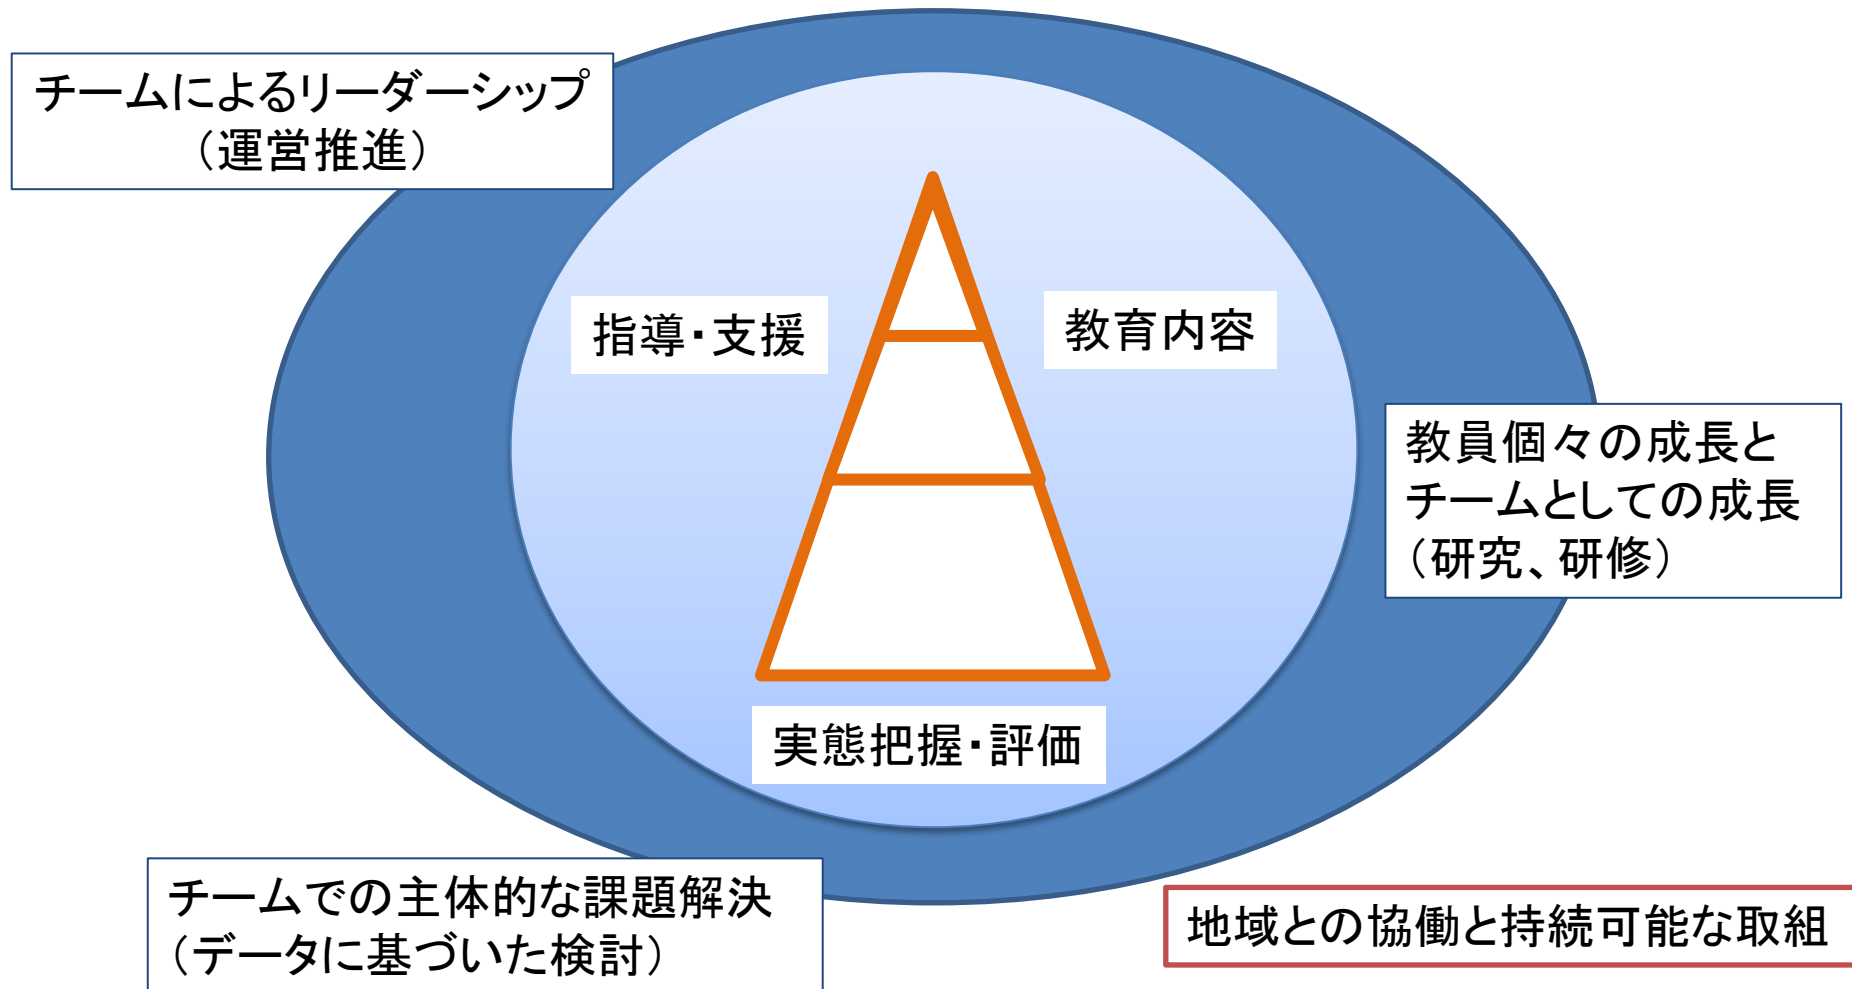 チームによるリーダーシップ
（運営推進）
指導・支援
教育内容
教員個々の成長と
チームとしての成長
（研究、研修）
実態把握・評価
チームでの主体的な課題解決
（データに基づいた検討）
地域との協働と持続可能な取組